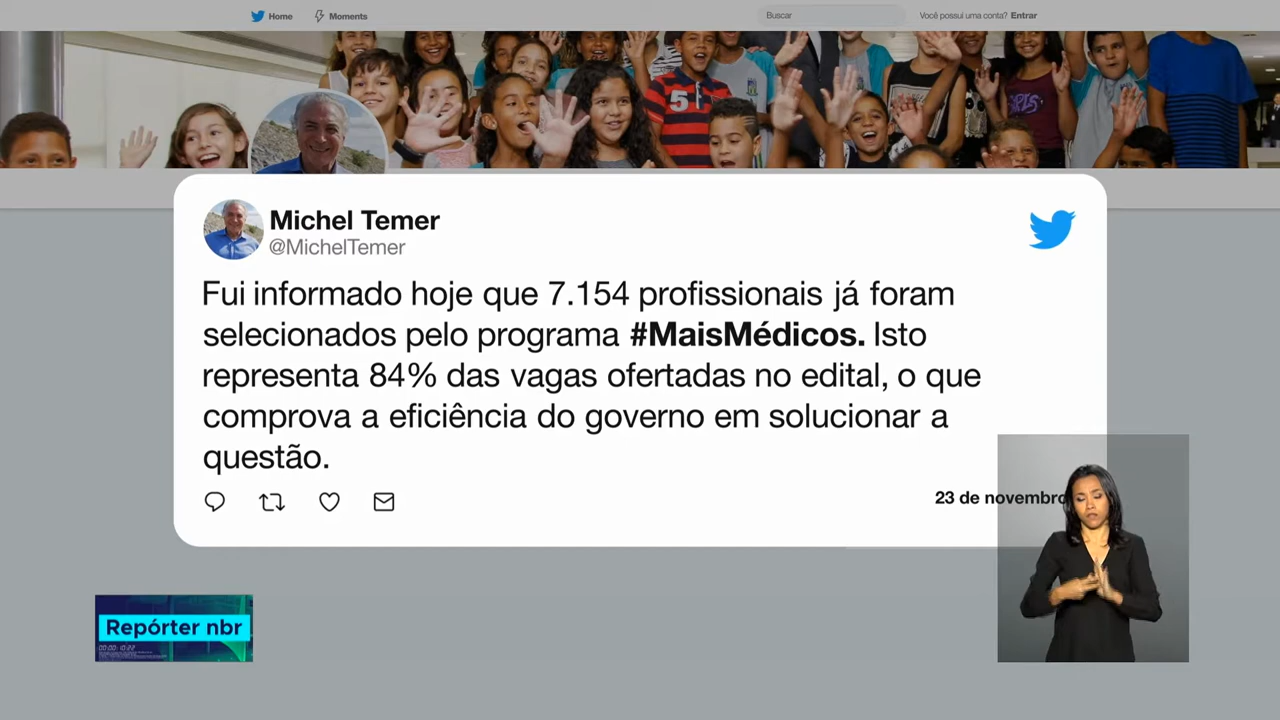 Home
Moments
Buscar
Você possui uma conta? Entrar
5
Michel Temer
@MichelTemer
Fui informado hoje que 7.154 profissionais já foram
selecionados pelo programa #MaisMédicos. Isto
representa 84% das vagas ofertadas no edital, o que
comprova a eficiência do governo em solucionar a
questão.
23 de novembro
Repórter nbr